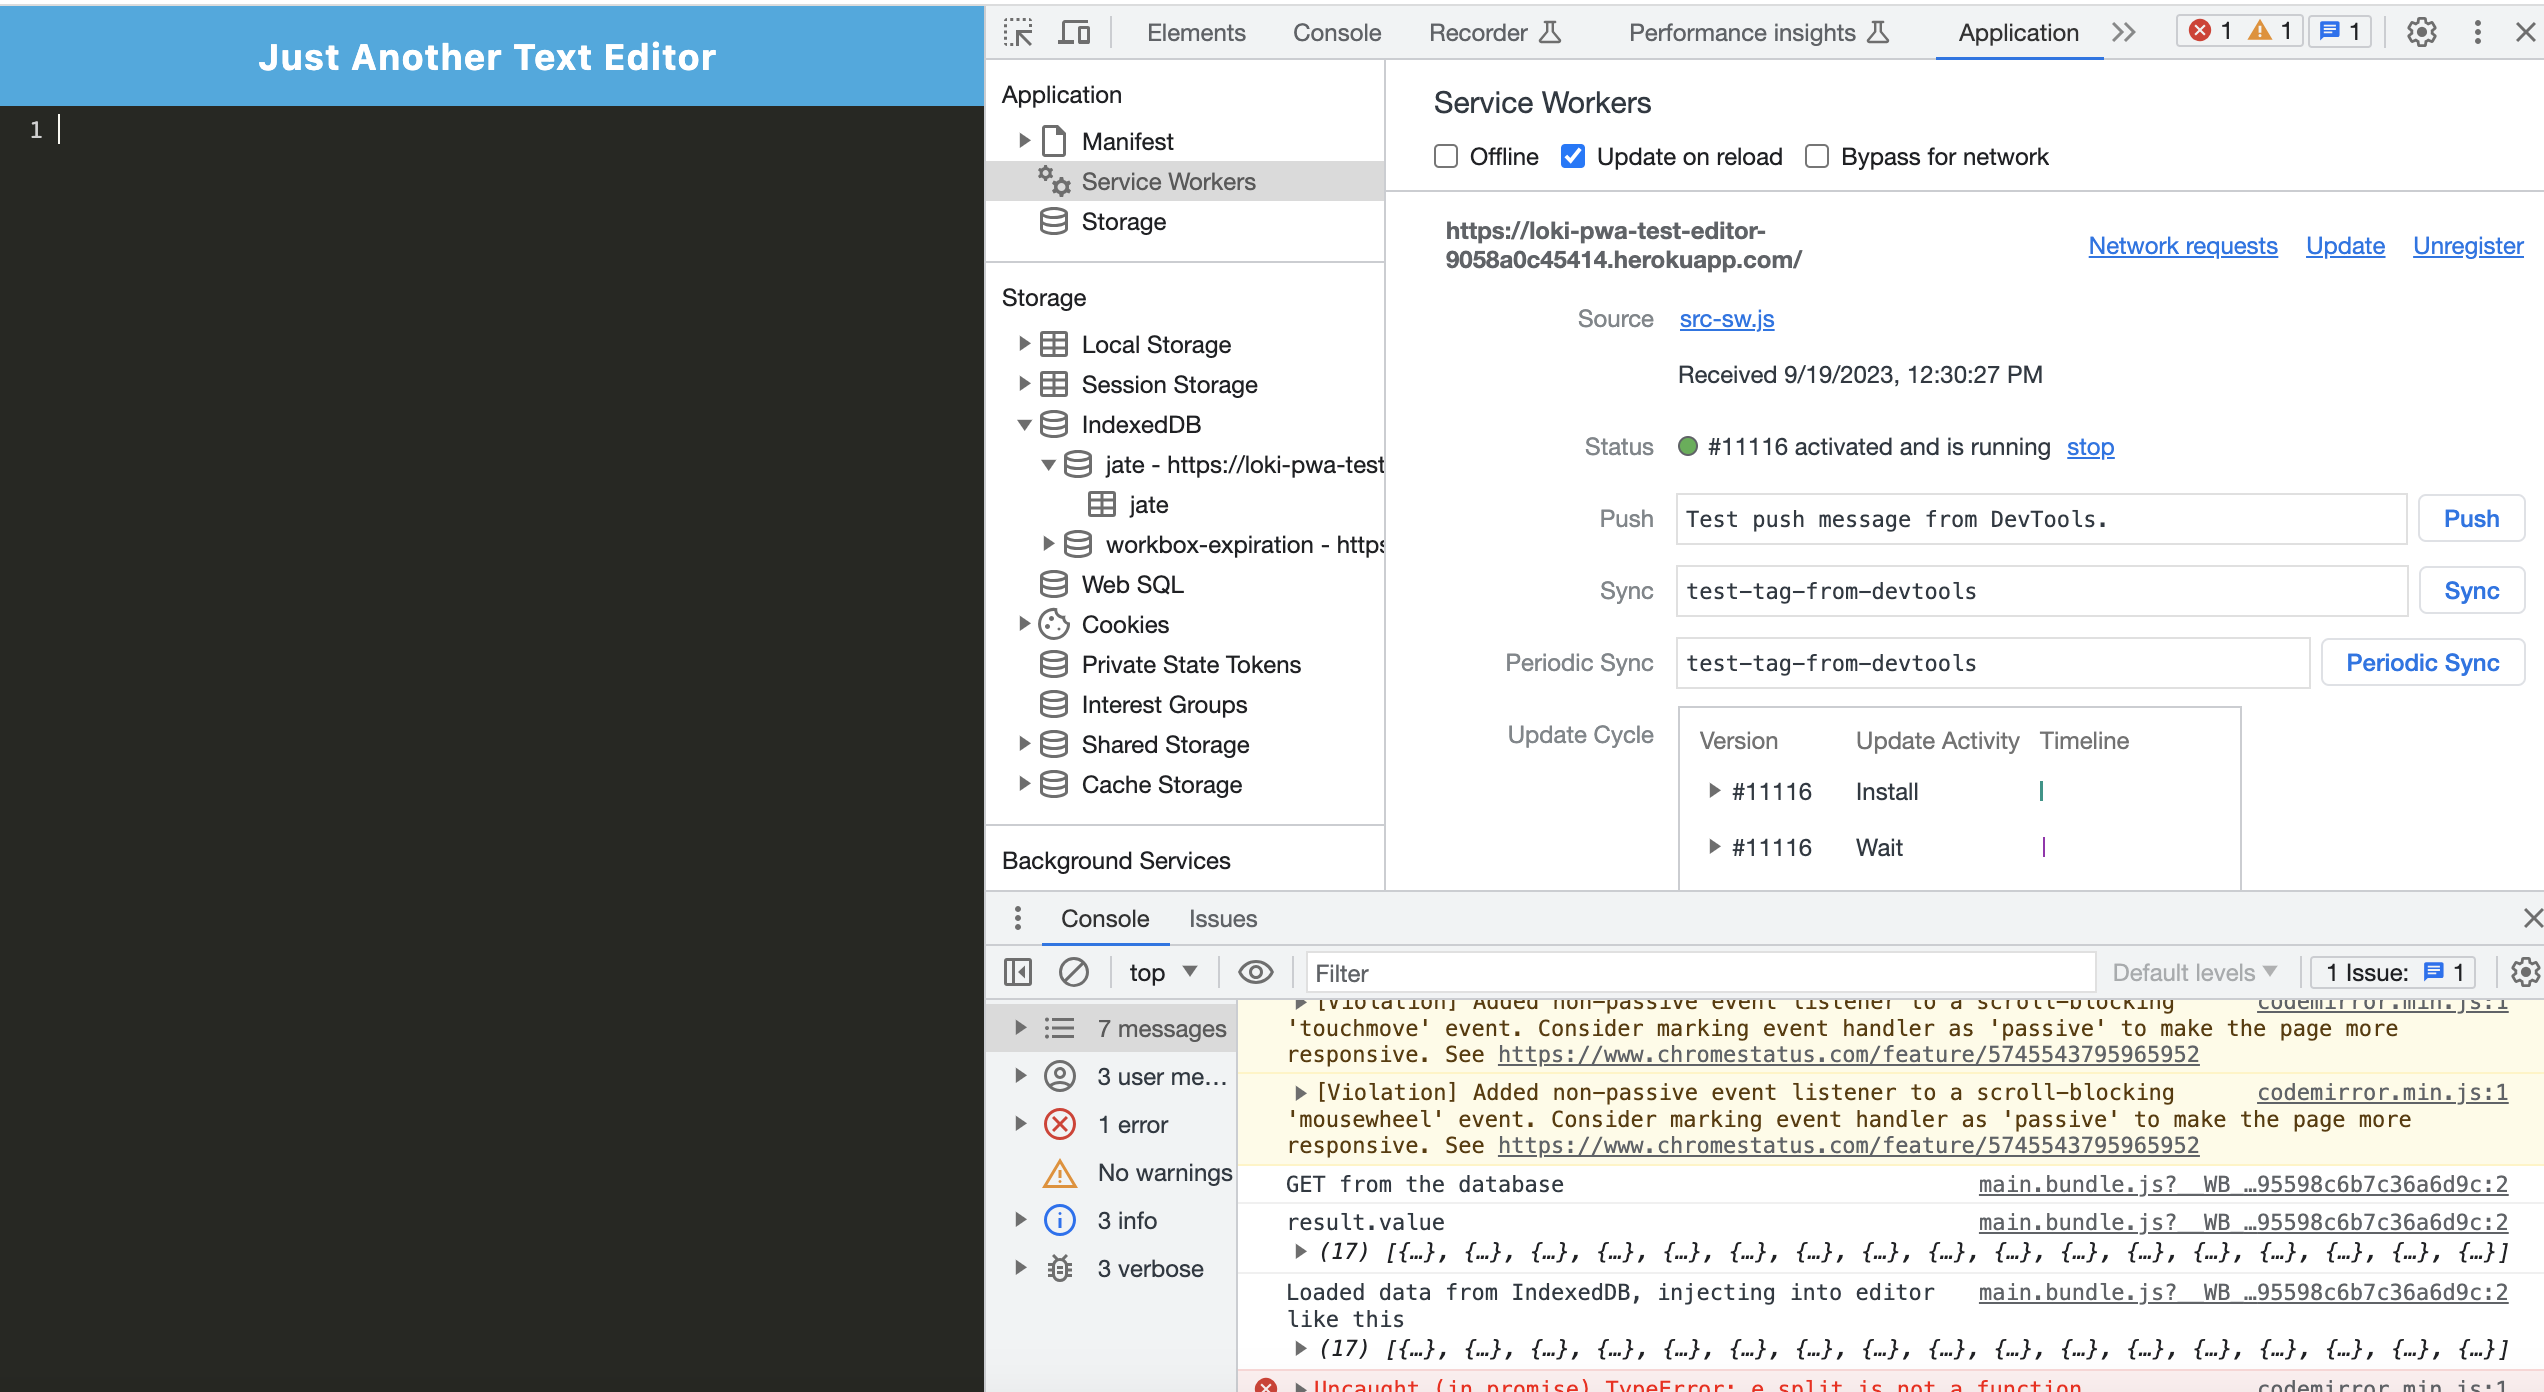 Just Another Text Editor
1
Elements
Console
Recorder
Performance insights
Application
1
1
1
Application
Manifest
Service Workers
Storage
Storage
Local Storage
Session Storage
IndexedDB
jate - https://loki-pwa-test
jate
workbox-expiration - https
Web SQL
Cookies
Private State Tokens
Interest Groups
Shared Storage
Cache Storage
Background Services
Service Workers
Offline
Update on reload
Bypass for network
https://loki-pwa-test-editor-
9058a0c45414.herokuapp.com/
Network requests
Update
Unregister
Source src-sw.js
Received 9/19/2023, 12:30:27 PM
Status #11116 activated and is running stop
Push Test push message from DevTools. Push
Sync test-tag-from-devtools Sync
Periodic Sync test-tag-from-devtools Periodic Sync
Update Cycle
Version Update Activity Timeline
#11116 Install
#11116 Wait
Console
Issues
top
Filter
Default levels
1 Issue: 1
7 messages
3 user me…
1 error
No warnings
3 info
3 verbose
[Violation] Added non-passive event listener to a scroll-blocking codemirror.min.js:1
'touchmove' event. Consider marking event handler as 'passive' to make the page more
responsive. See https://www.chromestatus.com/feature/5745543795965952
[Violation] Added non-passive event listener to a scroll-blocking codemirror.min.js:1
'mousewheel' event. Consider marking event handler as 'passive' to make the page more
responsive. See https://www.chromestatus.com/feature/5745543795965952
GET from the database main.bundle.js?__WB_…95598c6b7c36a6d9c:2
result.value main.bundle.js?__WB_…95598c6b7c36a6d9c:2
(17) [{…}, {…}, {…}, {…}, {…}, {…}, {…}, {…}, {…}, {…}, {…}, {…}, {…}, {…}, {…}, {…}, {…}]
Loaded data from IndexedDB, injecting into editor main.bundle.js?__WB_…95598c6b7c36a6d9c:2
like this
(17) [{…}, {…}, {…}, {…}, {…}, {…}, {…}, {…}, {…}, {…}, {…}, {…}, {…}, {…}, {…}, {…}, {…}]
Uncaught (in promise) TypeError: e.split is not a function codemirror.min.js:1